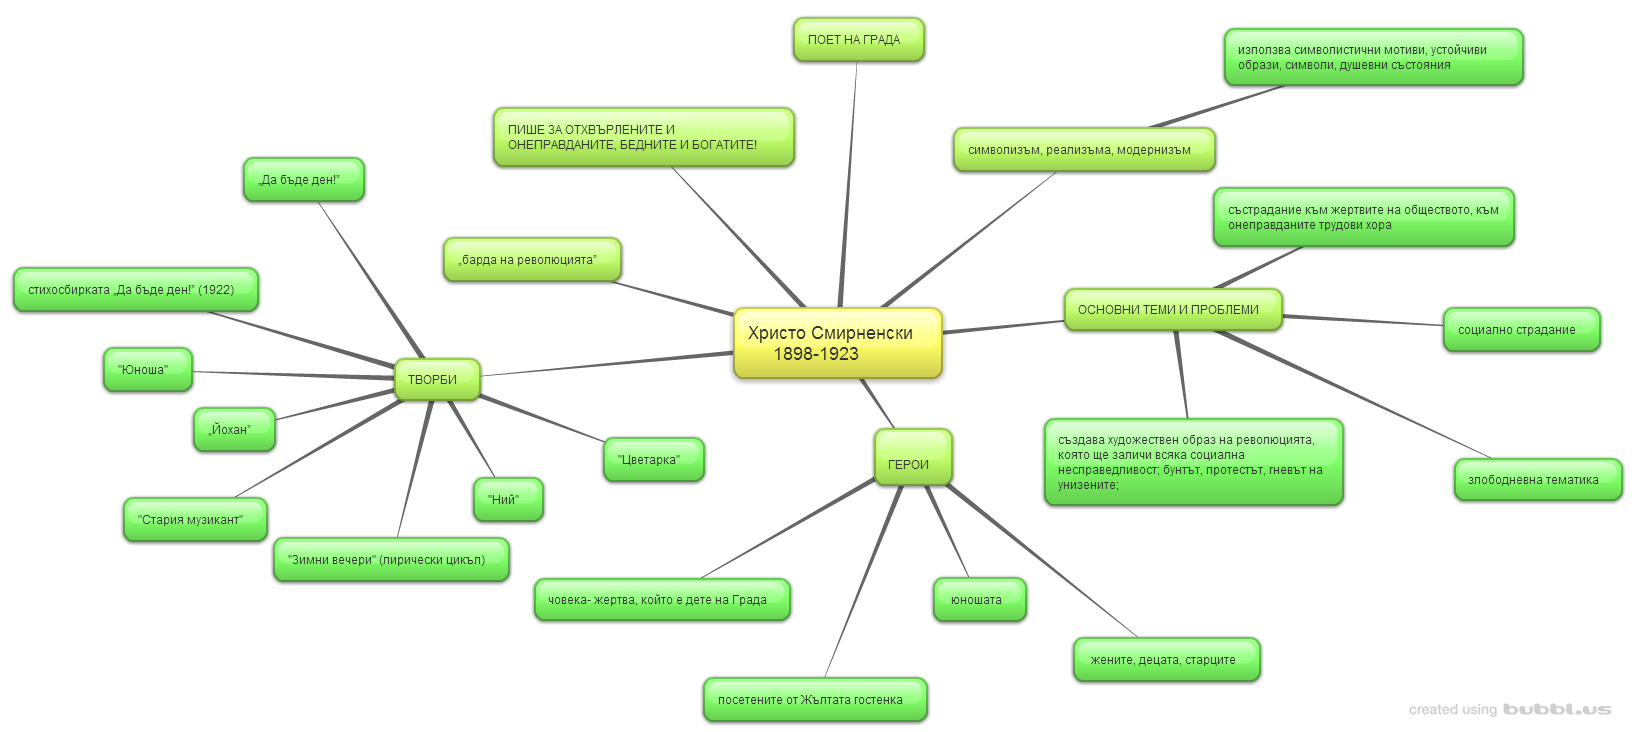 ПОЕТ НА ГРАДА
използва символистични мотиви, устойчиви
образи, символи, душевни състояния
ПИШЕ ЗА ОТХВЪРЛЕНИТЕ И
ОНЕПРАВДАНИТЕ, БЕДНИТЕ И БОГАТИТЕ!
символизъм, реализъма, модернизъм
„Да бъде ден!”
състрадание към жертвите на обществото, към
онеправданите трудови хора
„барда на революцията”
стихосбирката „Да бъде ден!” (1922)
ОСНОВНИ ТЕМИ И ПРОБЛЕМИ
социално страдание
Христо Смирненски
1898-1923
"Юноша"
ТВОРБИ
„Йохан”
"Цветарка"
ГЕРОИ
създава художествен образ на революцията,
която ще заличи всяка социална
несправедливост; бунтът, протестът, гневът на
унизените;
злободневна тематика
"Ний"
"Стария музикант"
"Зимни вечери" (лирически цикъл)
човека- жертва, който е дете на Града
юношата
жените, децата, старците
посетените от Жълтата гостенка
created using bubbl.us